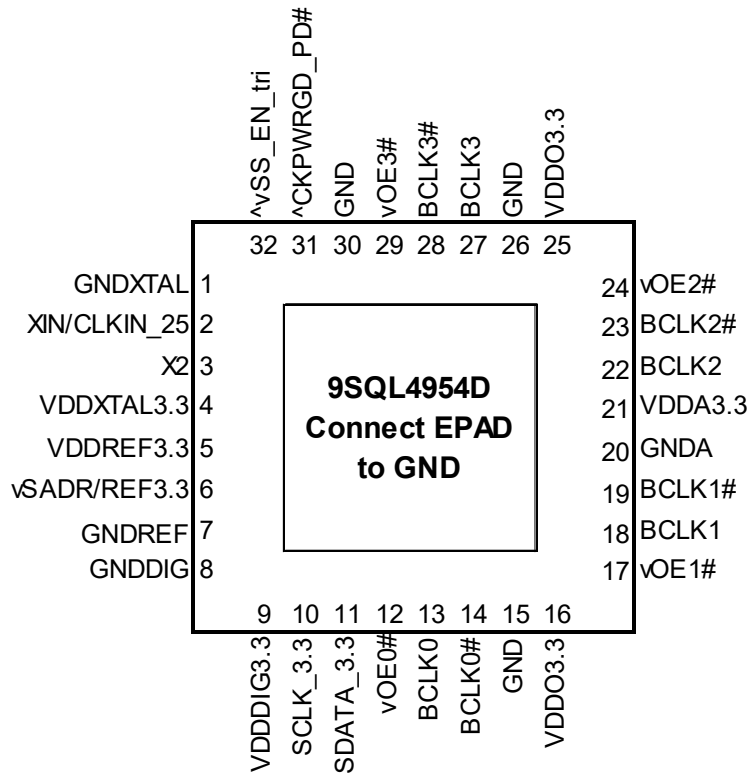 ^vSS_EN_tri
^CKPWRGD_PD#
GND
vOE3#
BCLK3#
BCLK3
GND
VDDO3.3
32 31 30 29 28 27 26 25
GNDXTAL 1
XIN/CLKIN_25 2
X2 3
VDDXTAL3.3 4
VDDREF3.3 5
vSADR/REF3.3 6
GNDREF 7
GNDDIG 8
9SQL4954D
Connect EPAD
to GND
24 vOE2#
23 BCLK2#
22 BCLK2
21 VDDA3.3
20 GNDA
19 BCLK1#
18 BCLK1
17 vOE1#
9 10 11 12 13 14 15 16
VDDDIG3.3
SCLK_3.3
SDATA_3.3
vOE0#
BCLK0
BCLK0#
GND
VDDO3.3